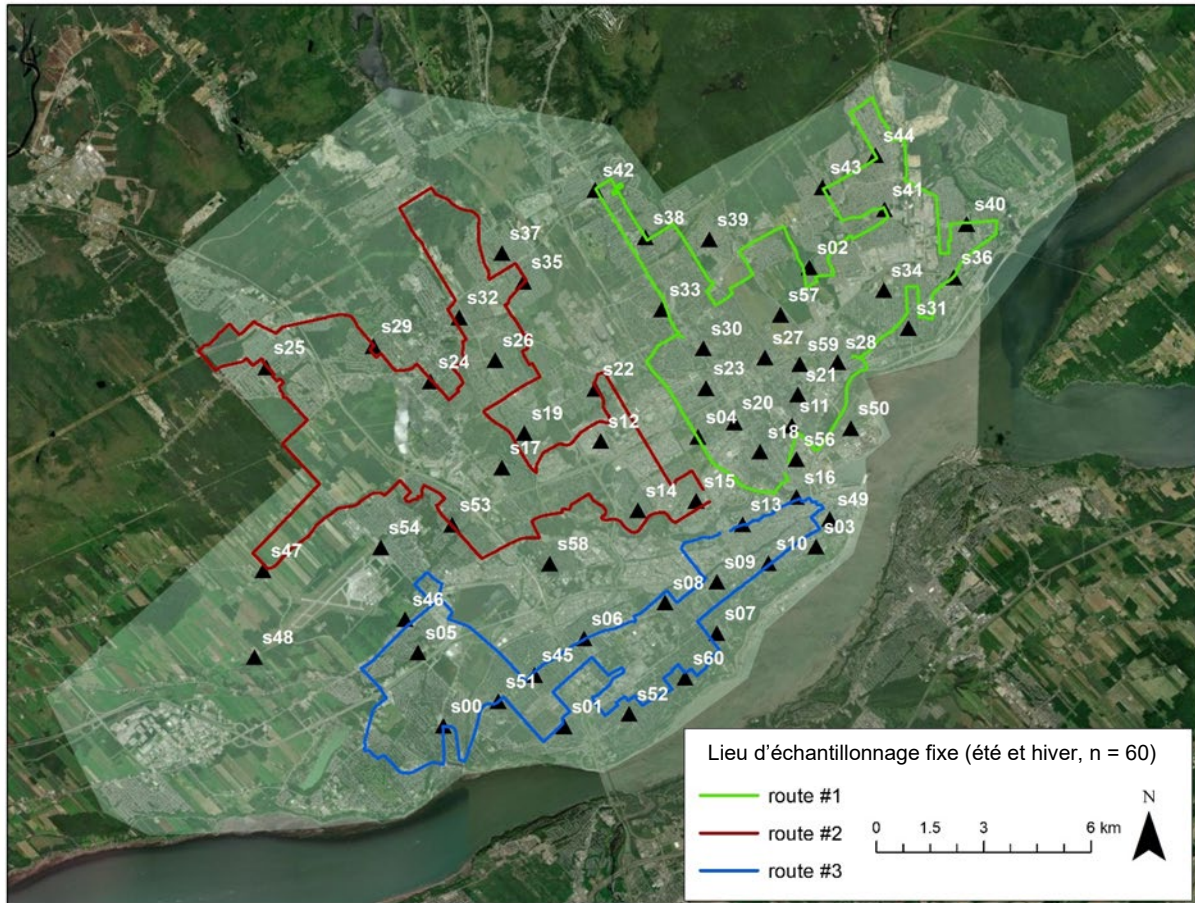 s44
s42
s43
s41
s40
s38
s39
s02
s37
s35
s36
s34
s33
s57
s32
s31
s30
s27
s59
s28
s29
s26
s25
s24
s22
s23
s21
s20
s11
s50
s04
s19
s12
s18
s56
s17
s16
s15
s14
s13
s49
s53
s03
s10
s54
s58
s09
s47
s08
s46
s07
s06
s05
s48
s45
s60
s51
s52
s00
s01
Lieu d’échantillonnage fixe (été et hiver, n = 60)
route #1
route #2
route #3
N
0 1.5 3 6 km